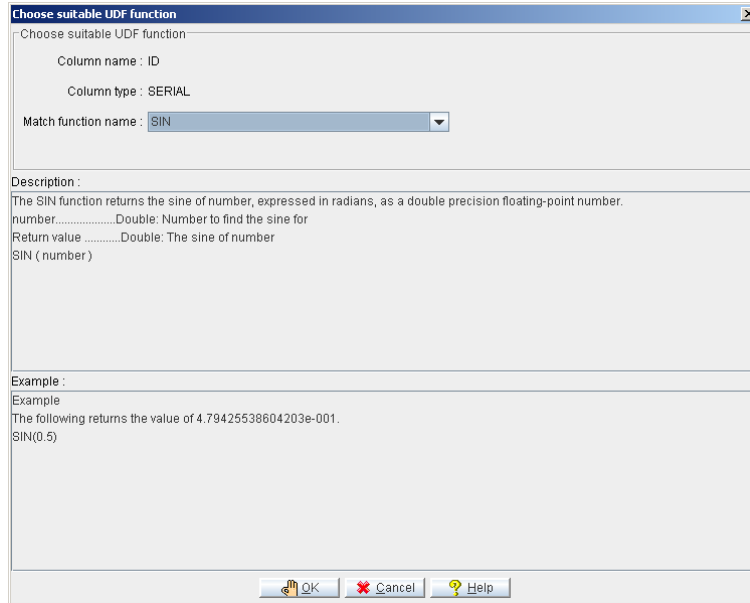 Choose suitable UDF function
Choose suitable UDF function
Column name : ID
Column type : SERIAL
Match function name : SIN
Description :
The SIN function returns the sine of number, expressed in radians, as a double precision floating-point number.
number...................Double: Number to find the sine for
Return value ...........Double: The sine of number
SIN ( number )
Example :
Example
The following returns the value of 4.79425538604203e-001.
SIN(0.5)
OK Cancel Help